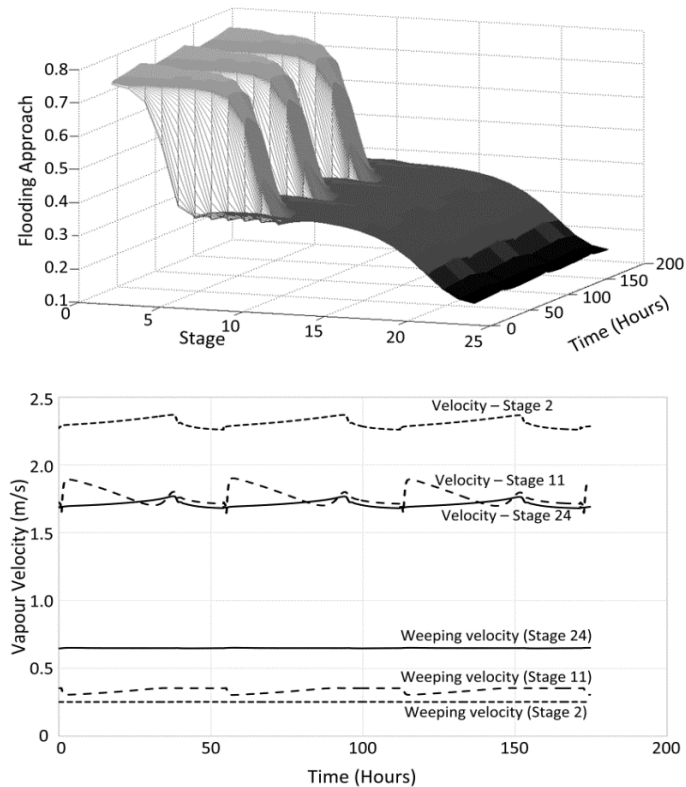 0.8
0.7
0.6
0.5
0.4
0.3
0.2
0.1
Flooding Approach
0
5
10
15
20
25
Stage
0
50
100
150
200
Time (Hours)
2.5
2.0
1.5
1.0
0.5
0
Vapour Velocity (m/s)
Velocity – Stage 2
Velocity – Stage 11
Velocity – Stage 24
Weeping velocity (Stage 24)
Weeping velocity (Stage 11)
Weeping velocity (Stage 2)
0
50
100
150
200
Time (Hours)